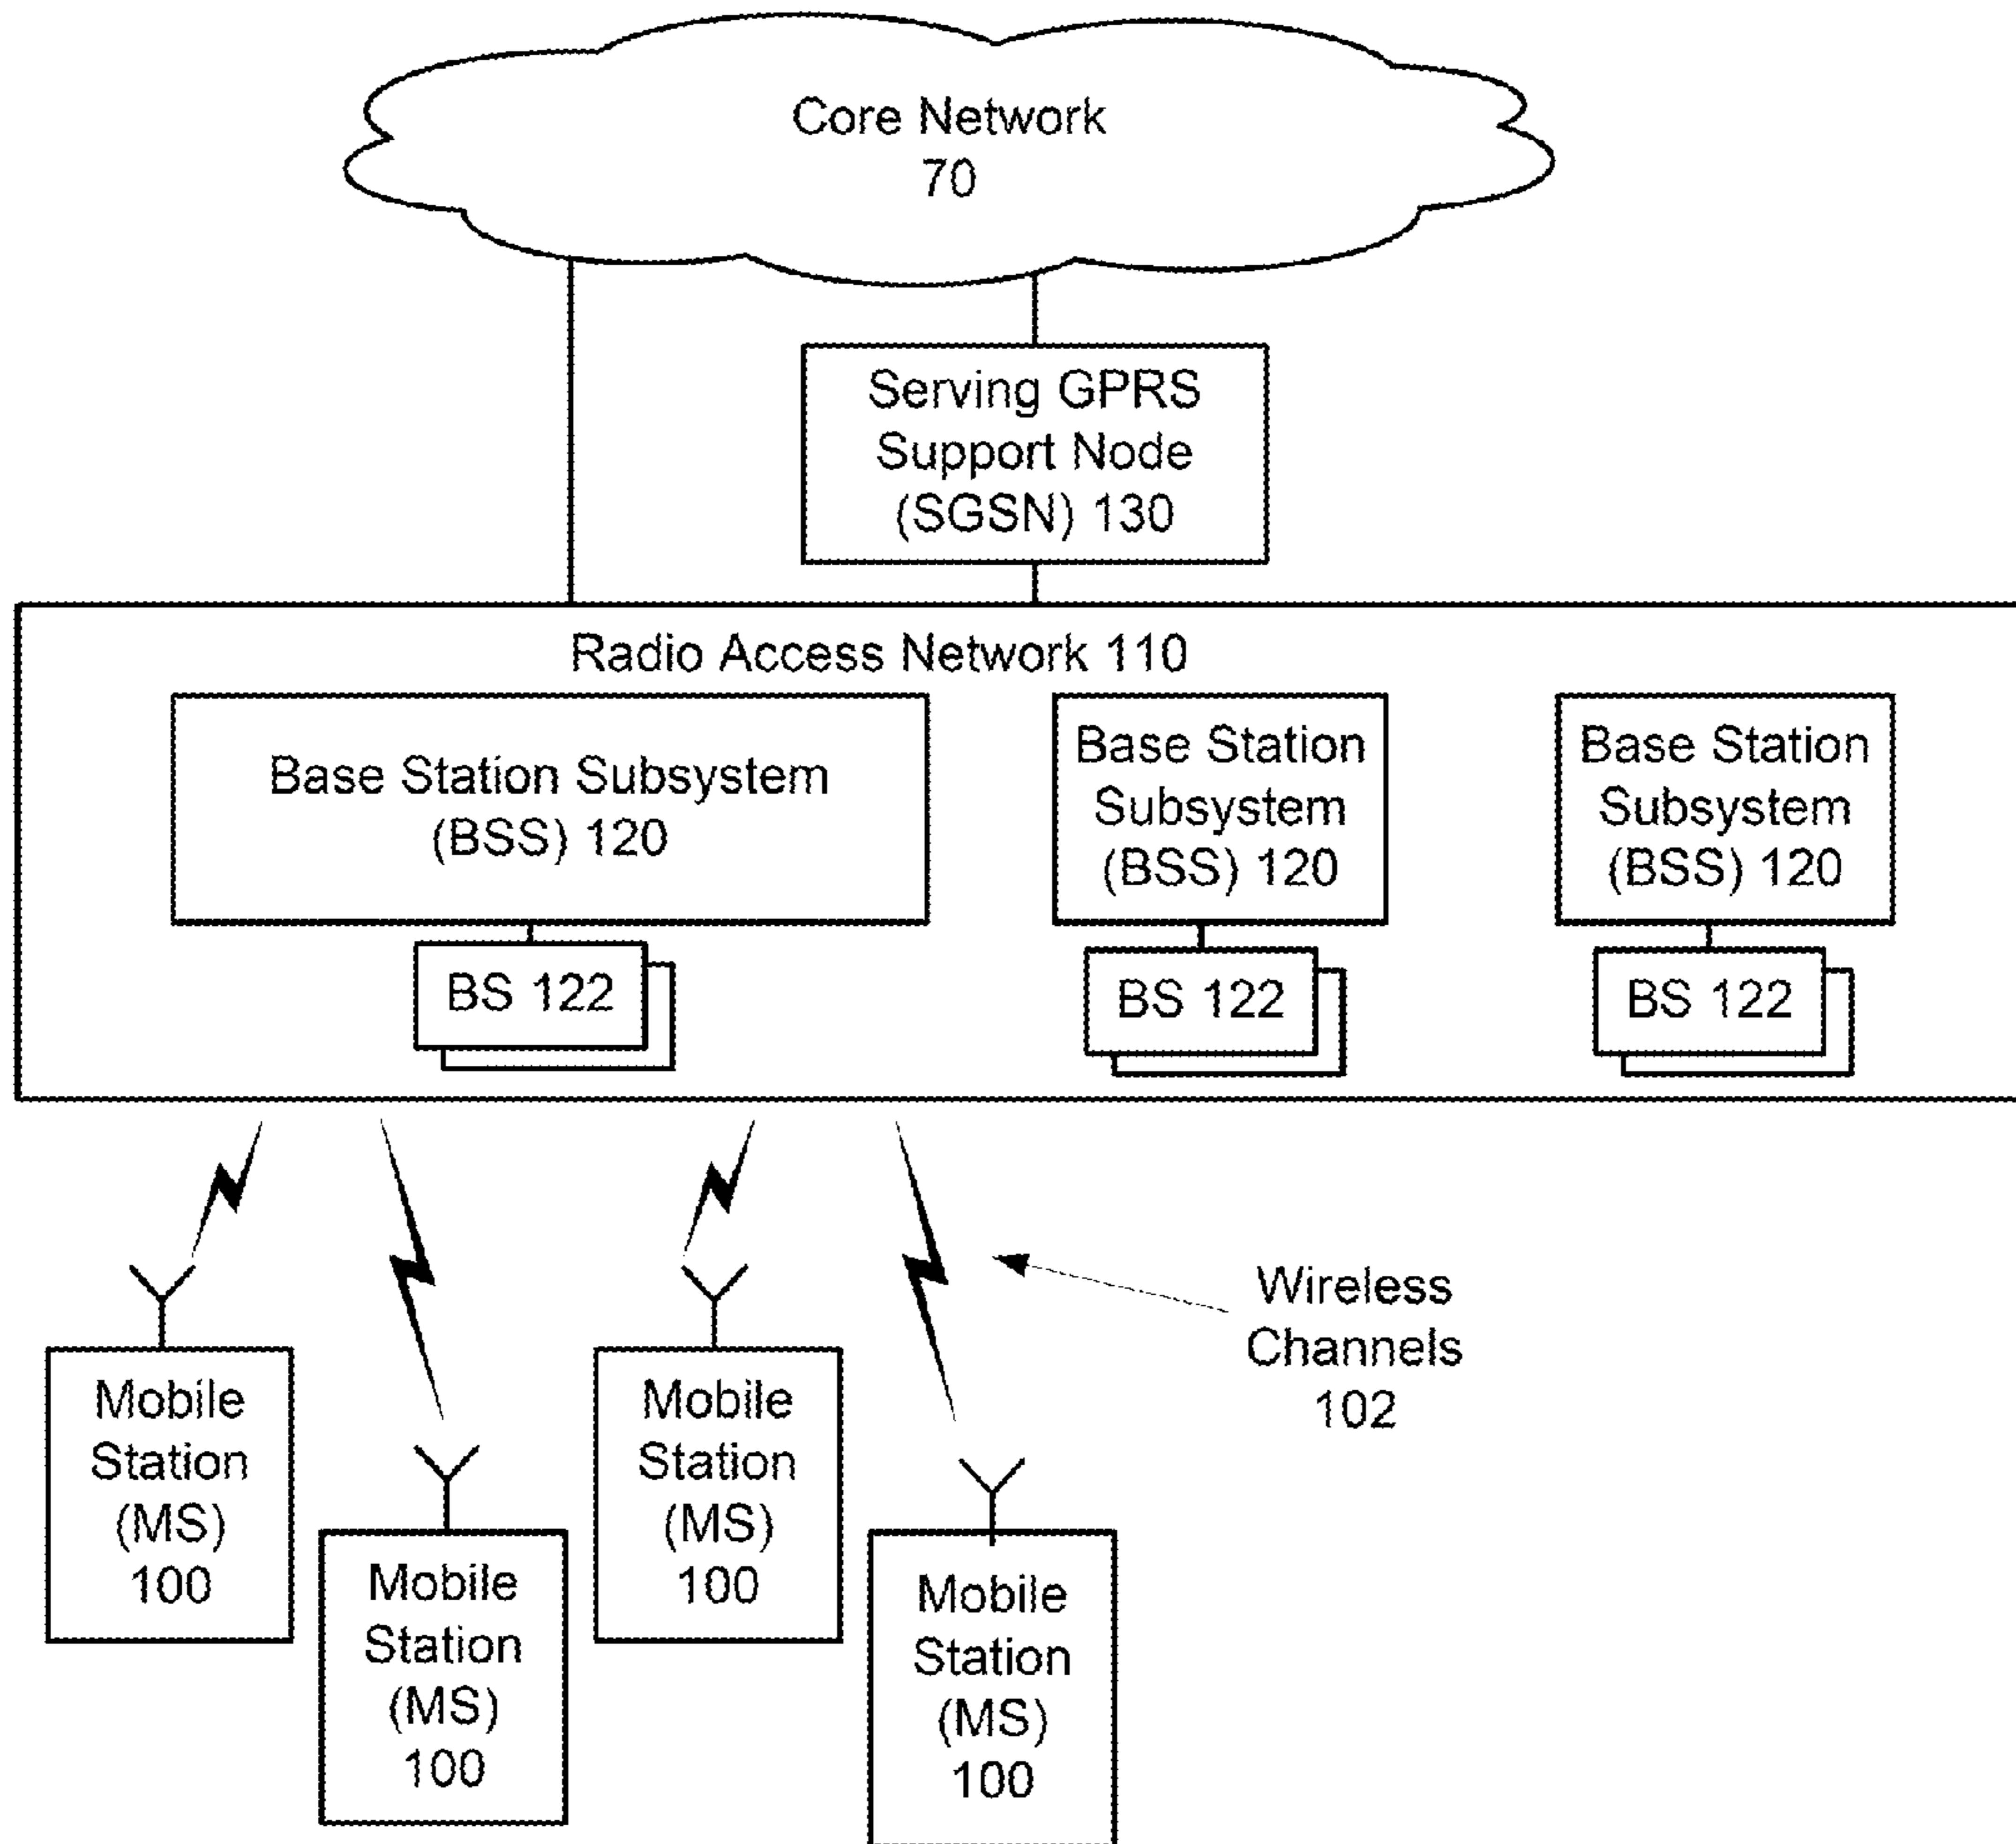 Core Network
70
Serving GPRS
Support Node
(SGSN) 130
Radio Access Network 110
Base Station Subsystem
(BSS) 120
Base Station
Subsystem
(BSS) 120
Base Station
Subsystem
(BSS) 120
BS 122
BS 122
BS 122
Wireless
Channels
102
Mobile
Station
(MS)
100
Mobile
Station
(MS)
100
Mobile
Station
(MS)
100
Mobile
Station
(MS)
100